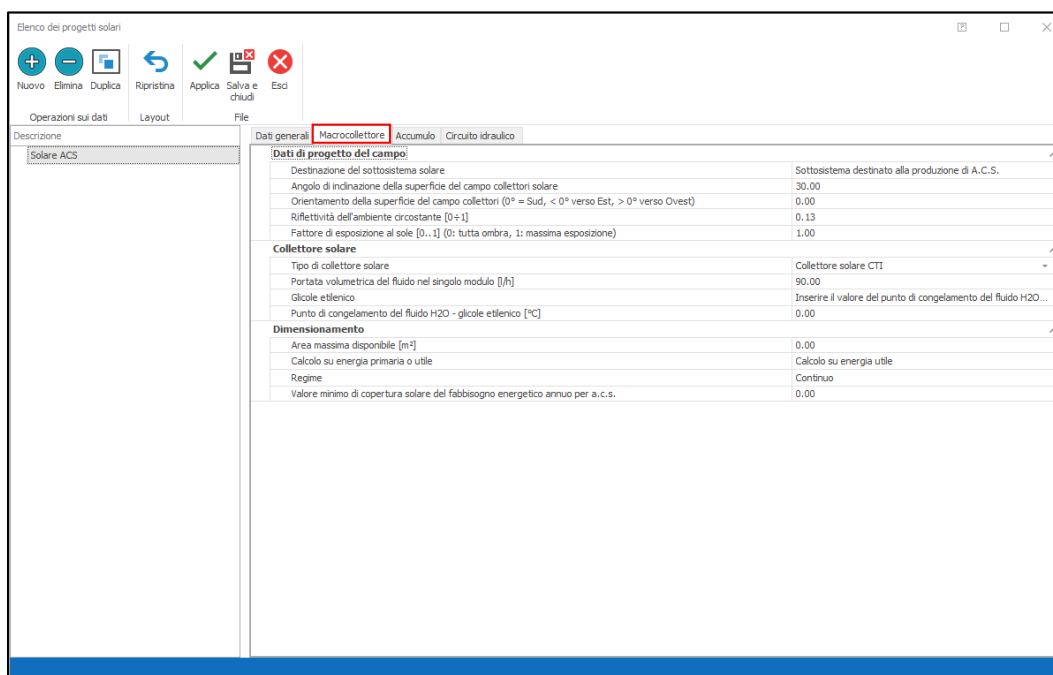 Elenco dei progetti solari
Nuovo Elimina Duplica Ripristina Applica Salva e chiudi Esci
Operazioni sui dati Layout File
Descrizione
Solare ACS
Dati generali Macrocollettore Accumulo Circuito idraulico
Dati di progetto del campo
Destinazione del sottosistema solare Sottosistema destinato alla produzione di A.C.S.
Angolo di inclinazione della superficie del campo collettori solare 30.00
Orientamento della superficie del campo collettori (0° = Sud, < 0° verso Est, > 0° verso Ovest) 0.00
Riflettività dell'ambiente circostante [0÷1] 0.13
Fattore di esposizione al sole [0..1] (0: tutta ombra, 1: massima esposizione) 1.00
Collettore solare
Tipo di collettore solare Collettore solare CTI
Portata volumetrica del fluido nel singolo modulo [l/h] 90.00
Glicole etilenico Inserire il valore del punto di congelamento del fluido H2O...
Punto di congelamento del fluido H2O - glicole etilenico [°C] 0.00
Dimensionamento
Area massima disponibile [m²] 0.00
Calcolo su energia primaria o utile Calcolo su energia utile
Regime Continuo
Valore minimo di copertura solare del fabbisogno energetico annuo per a.c.s. 0.00